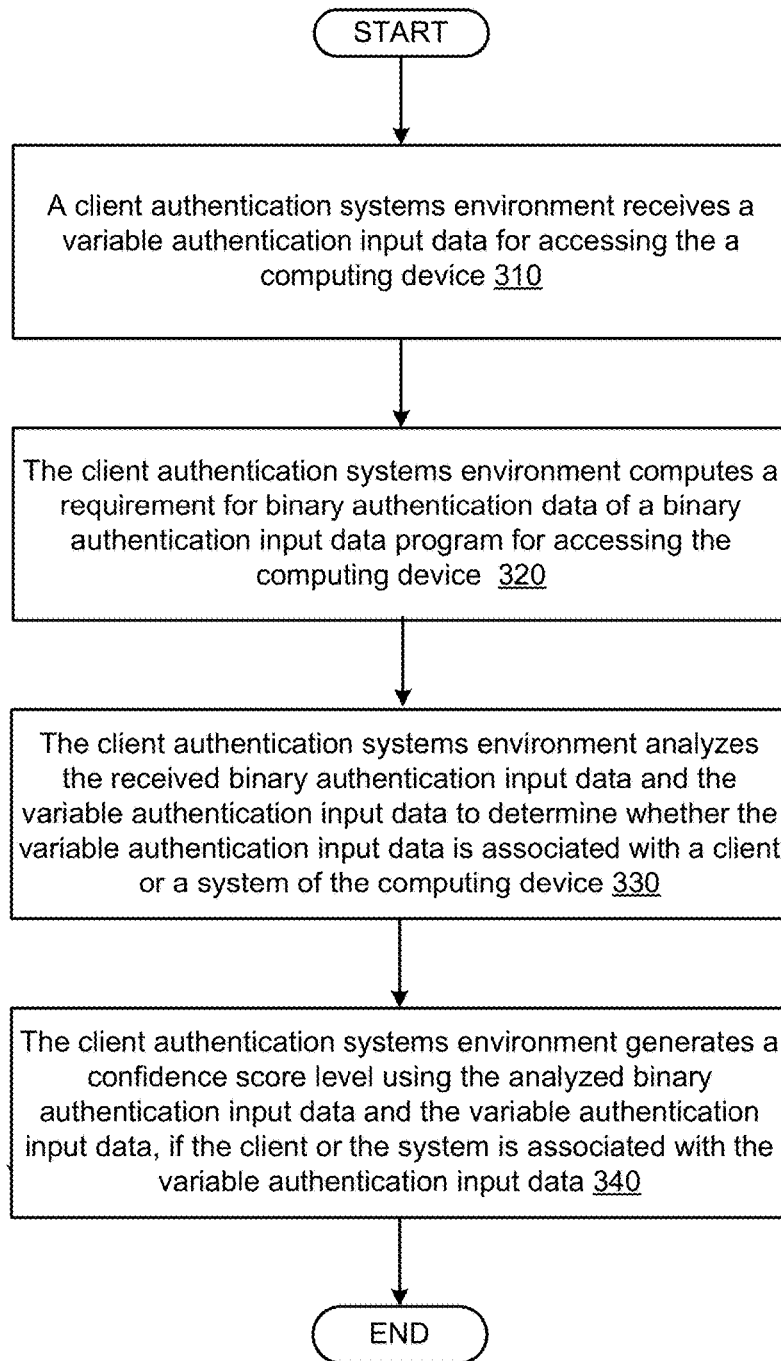 START
A client authentication systems environment receives a
variable authentication input data for accessing the a
computing device 310
The client authentication systems environment computes a
requirement for binary authentication data of a binary
authentication input data program for accessing the
computing device 320
The client authentication systems environment analyzes
the received binary authentication input data and the
variable authentication input data to determine whether the
variable authentication input data is associated with a client
or a system of the computing device 330
The client authentication systems environment generates a
confidence score level using the analyzed binary
authentication input data and the variable authentication
input data, if the client or the system is associated with the
variable authentication input data 340
END